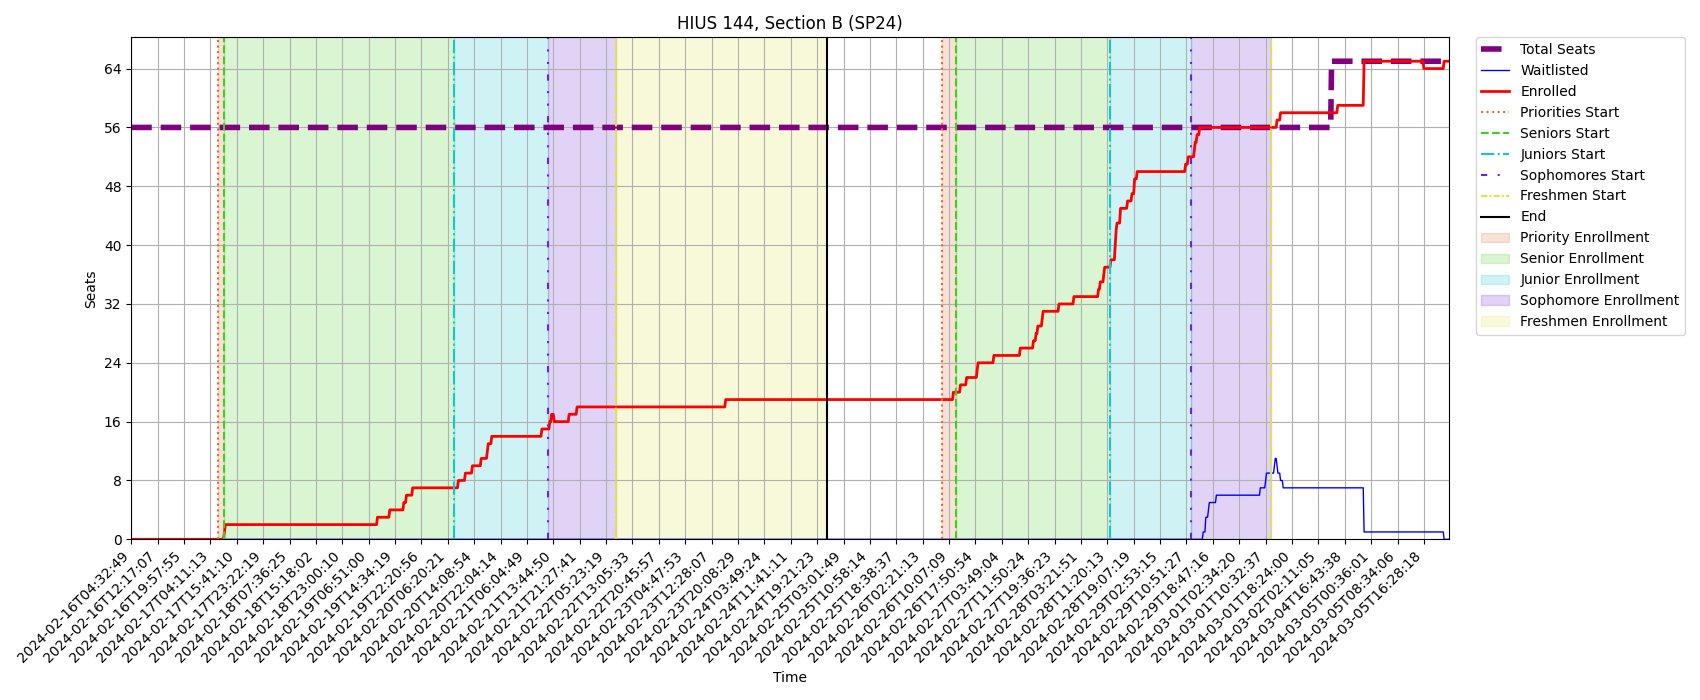 HIUS 144, Section B (SP24)
Seats
64
56
48
40
32
24
16
8
0
2024-02-16T04:32:49
2024-02-16T12:17:07
2024-02-16T19:57:55
2024-02-17T04:11:13
2024-02-17T15:41:10
2024-02-17T23:22:19
2024-02-18T07:36:25
2024-02-18T15:18:02
2024-02-18T23:00:10
2024-02-19T06:51:00
2024-02-19T14:34:19
2024-02-19T22:20:56
2024-02-20T06:20:21
2024-02-20T14:08:54
2024-02-20T22:04:14
2024-02-21T06:04:49
2024-02-21T13:44:50
2024-02-21T21:27:41
2024-02-22T05:23:19
2024-02-22T13:05:33
2024-02-22T20:45:57
2024-02-23T04:47:53
2024-02-23T12:28:07
2024-02-23T20:08:29
2024-02-24T03:49:24
2024-02-24T11:41:11
2024-02-24T19:21:23
2024-02-25T03:01:49
2024-02-25T10:58:14
2024-02-25T18:38:37
2024-02-26T02:21:13
2024-02-26T10:07:09
2024-02-26T17:50:54
2024-02-27T03:49:04
2024-02-27T11:50:24
2024-02-27T19:36:23
2024-02-28T03:21:51
2024-02-28T11:20:13
2024-02-28T19:07:19
2024-02-29T02:53:15
2024-02-29T10:51:27
2024-02-29T18:47:16
2024-03-01T02:34:20
2024-03-01T10:32:37
2024-03-01T18:24:00
2024-03-02T02:11:05
2024-03-04T16:43:38
2024-03-05T00:36:01
2024-03-05T08:34:06
2024-03-05T16:28:18
Time
Total Seats
Waitlisted
Enrolled
Priorities Start
Seniors Start
Juniors Start
Sophomores Start
Freshmen Start
End
Priority Enrollment
Senior Enrollment
Junior Enrollment
Sophomore Enrollment
Freshmen Enrollment